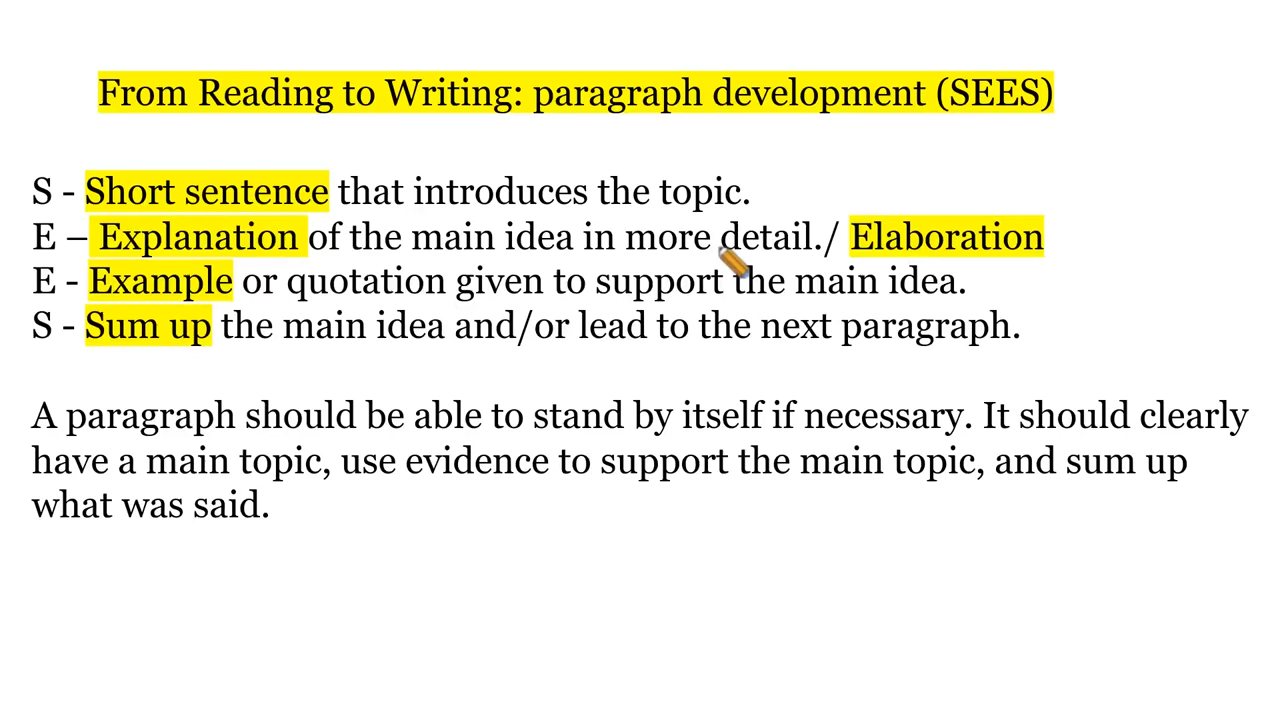 From Reading to Writing: paragraph development (SEES)
S - Short sentence that introduces the topic.
E – Explanation of the main idea in more detail./ Elaboration
E - Example or quotation given to support the main idea.
S - Sum up the main idea and/or lead to the next paragraph.
A paragraph should be able to stand by itself if necessary. It should clearly
have a main topic, use evidence to support the main topic, and sum up
what was said.